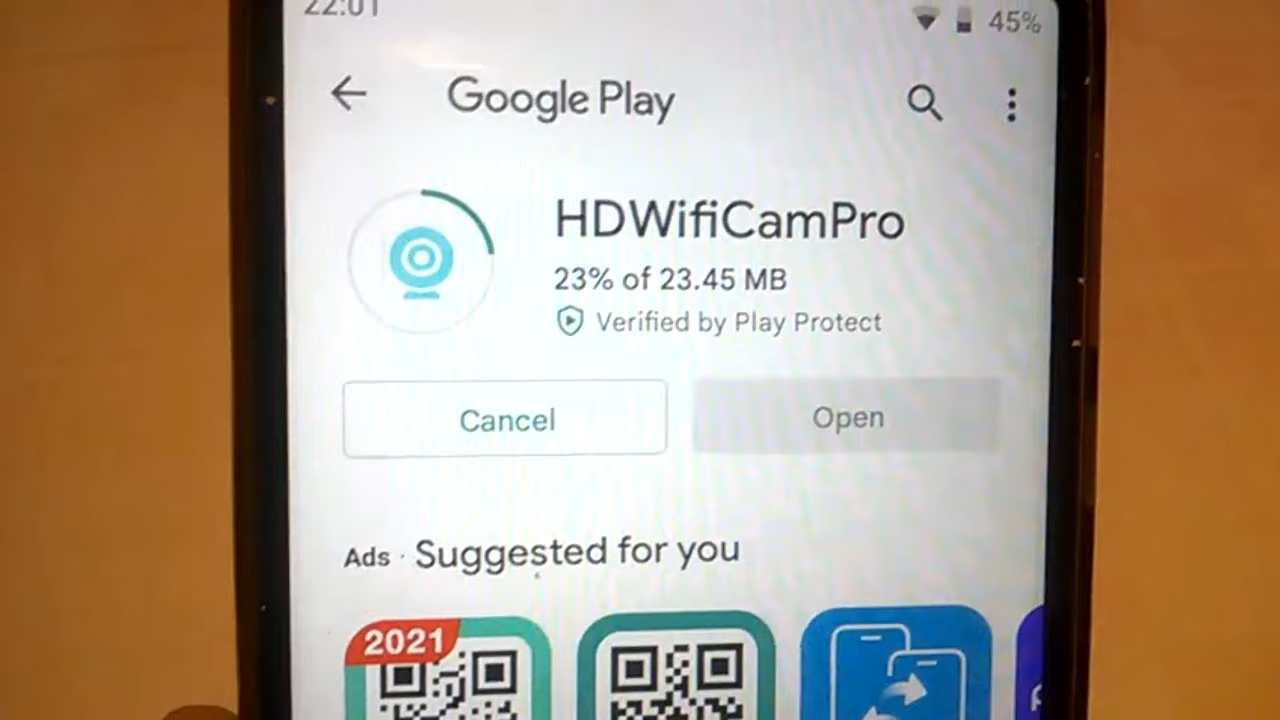 22:01
45%
Google Play
HDWifiCamPro
23% of 23.45 MB
Verified by Play Protect
Cancel
Open
Ads · Suggested for you
2021